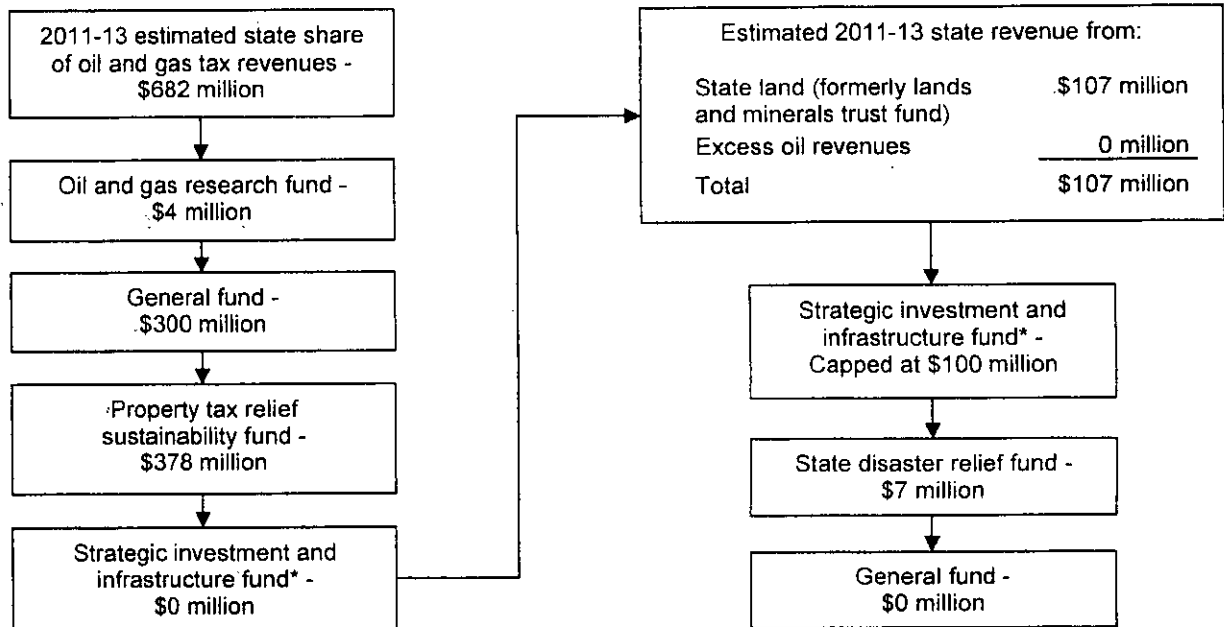 2011-13 estimated state share
of oil and gas tax revenues -
$682 million
Oil and gas research fund -
$4 million
General fund -
$300 million
Property tax relief
sustainability fund -
$378 million
Strategic investment and
infrastructure fund* -
$0 million
Estimated 2011-13 state revenue from:
State land (formerly lands $107 million
and minerals trust fund)
Excess oil revenues 0 million
Total $107 million
Strategic investment and
infrastructure fund* -
Capped at $100 million
State disaster relief fund -
$7 million
General fund -
$0 million